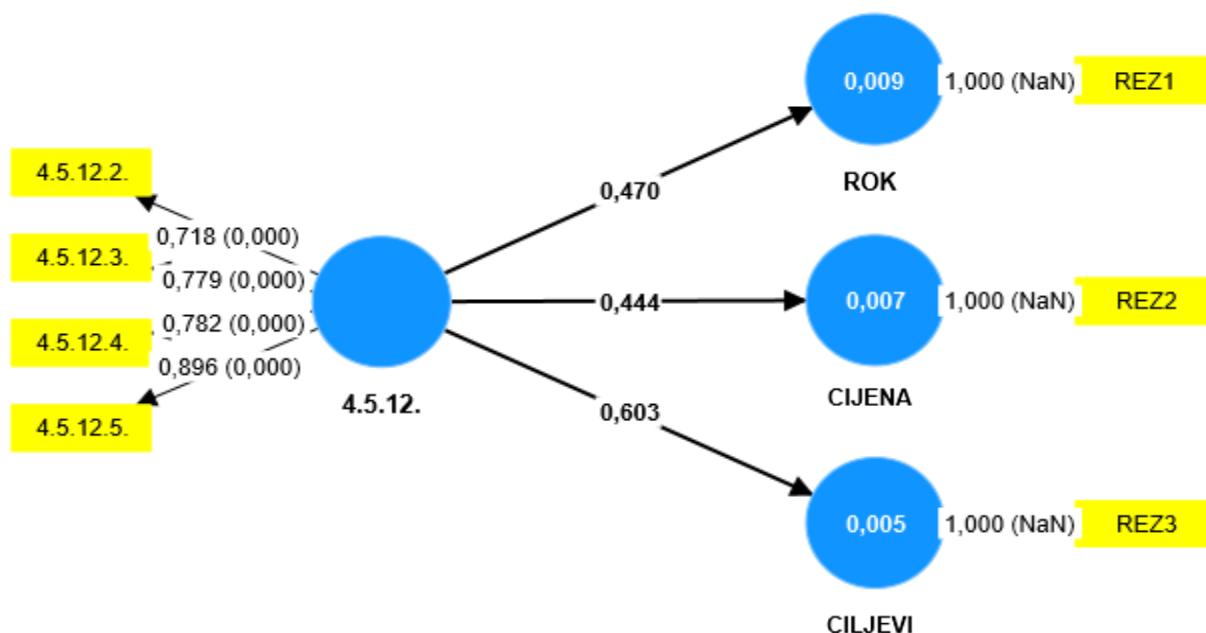 4.5.12.2.
4.5.12.3.
4.5.12.4.
4.5.12.5.
0,718 (0,000)
0,779 (0,000)
0,782 (0,000)
0,896 (0,000)
4.5.12.
0,470
0,444
0,603
0,009
ROK
1,000 (NaN)
REZ1
0,007
CIJENA
1,000 (NaN)
REZ2
0,005
CILJEVI
1,000 (NaN)
REZ3